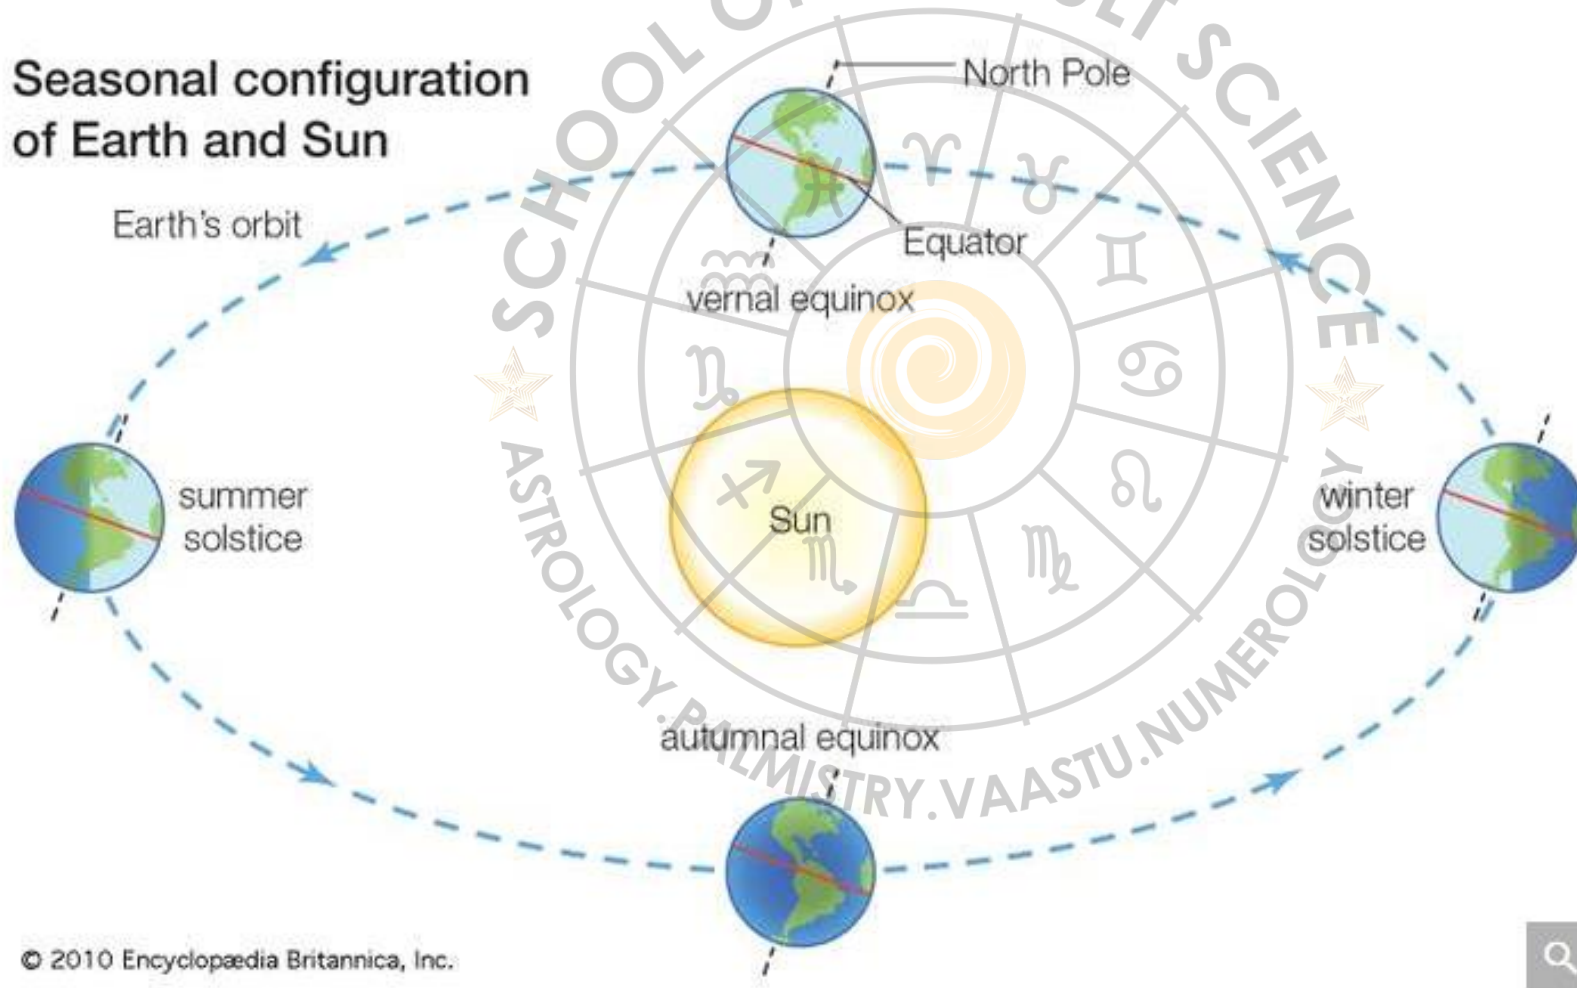 Seasonal configuration
of Earth and Sun
North Pole
Earth's orbit
Equator
vernal equinox
summer
solstice
Sun
winter
solstice
autumnal equinox
© 2010 Encyclopædia Britannica, Inc.
SCHOOL SCIENCE
ASTROLOGY.PALMISTRY.VAASTU.NUMEROLOGY